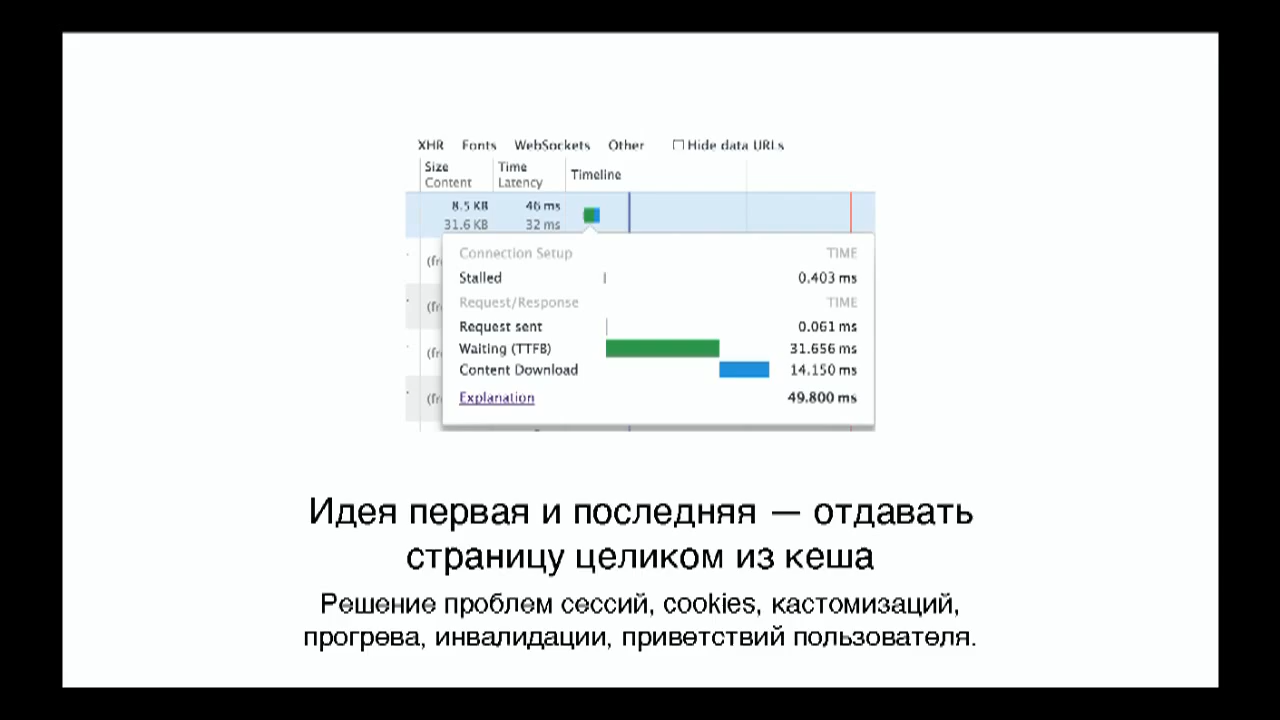 XHR Fonts WebSockets Other Hide data URLs
Size Time Timeline
Content Latency
8.5 KB 46 ms
31.6 KB 32 ms
Connection Setup TIME
Stalled 0.403 ms
Request/Response TIME
Request sent 0.061 ms
Waiting (TTFB) 31.656 ms
Content Download 14.150 ms
Explanation 49.800 ms
Идея первая и последняя — отдавать
страницу целиком из кеша
Решение проблем сессий, cookies, кастомизаций,
прогрева, инвалидации, приветствий пользователя.